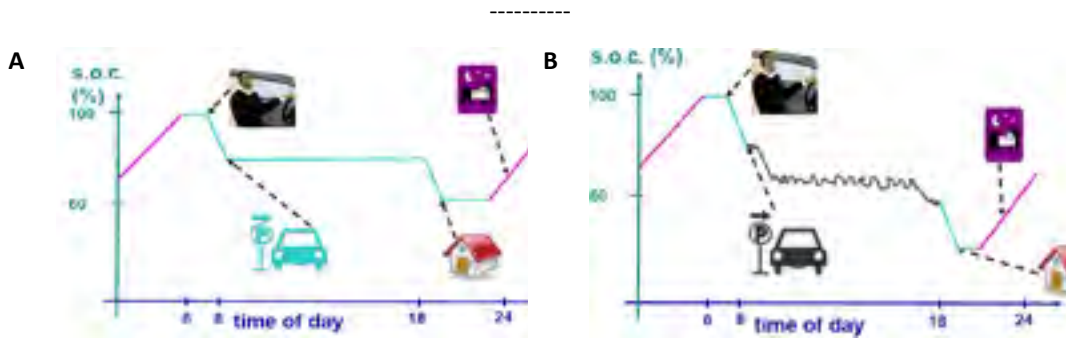 ----------
A
s.o.c.
(%)
100
60
P
6 8 18 24
time of day
B
s.o.c. (%)
100
60
P
6 8 18 24
time of day